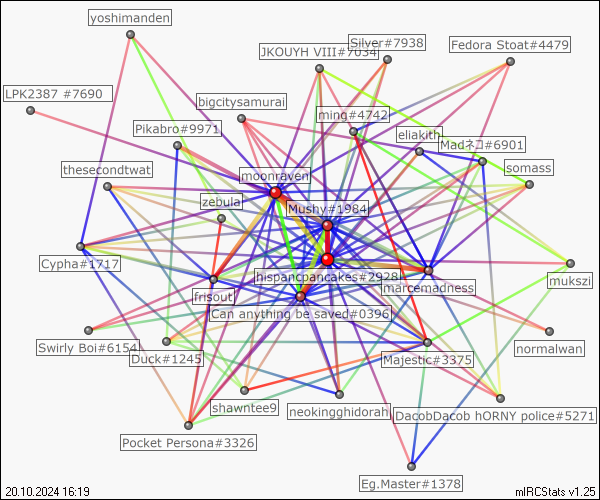 yoshimanden
Silver#7938
JKOUYH VIII#7034
Fedora Stoat#4479
LPK2387 #7690
bigcitysamurai
ming#4742
Pikabro#9971
eliakith
Madネコ#6901
thesecondtwat
moonraven
somass
zebula
Mushy#1984
Cypha#1717
hispancpancakes#2928
mukszi
frisout
marcemadness
Can anything be saved#0396
Swirly Boi#6154
normalwan
Duck#1245
Majestic#3375
shawntee9
neokingghidorah
DacobDacob hORNY police#5271
Pocket Persona#3326
Eg.Master#1378
20.10.2024 16:19
mIRCStats v1.25